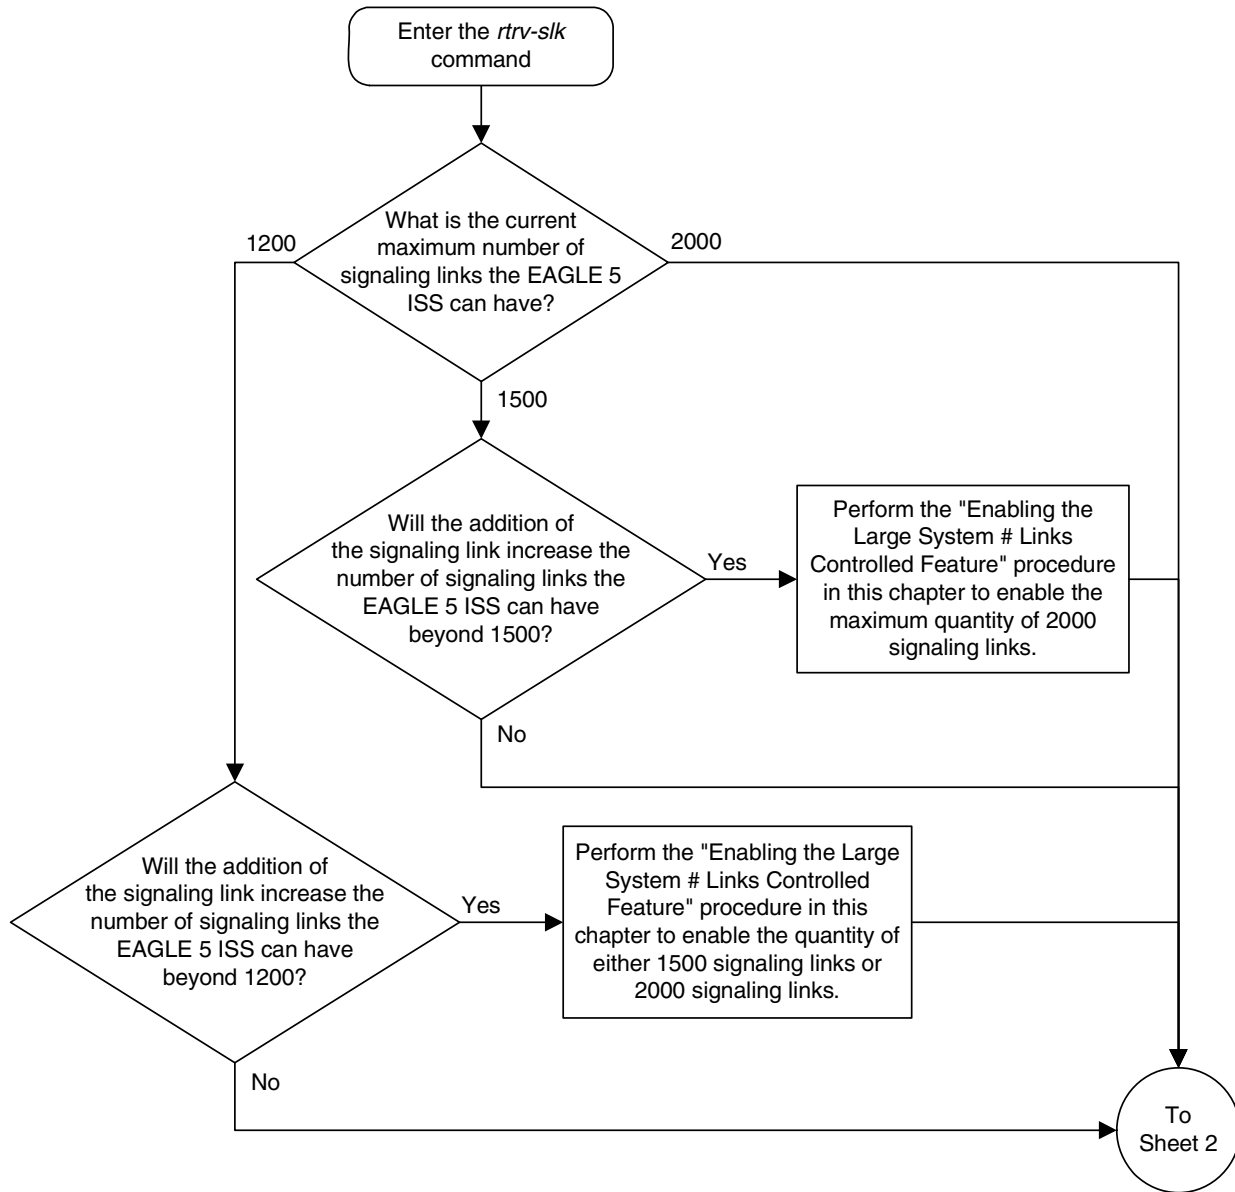 Enter the rtrv-slk
command
What is the current
maximum number of
signaling links the EAGLE 5
ISS can have?
1200
2000
1500
Will the addition of
the signaling link increase the
number of signaling links the
EAGLE 5 ISS can have
beyond 1500?
Yes
Perform the "Enabling the
Large System # Links
Controlled Feature" procedure
in this chapter to enable the
maximum quantity of 2000
signaling links.
No
Will the addition of
the signaling link increase the
number of signaling links the
EAGLE 5 ISS can have
beyond 1200?
Yes
Perform the "Enabling the Large
System # Links Controlled
Feature" procedure in this
chapter to enable the quantity of
either 1500 signaling links or
2000 signaling links.
No
To
Sheet 2